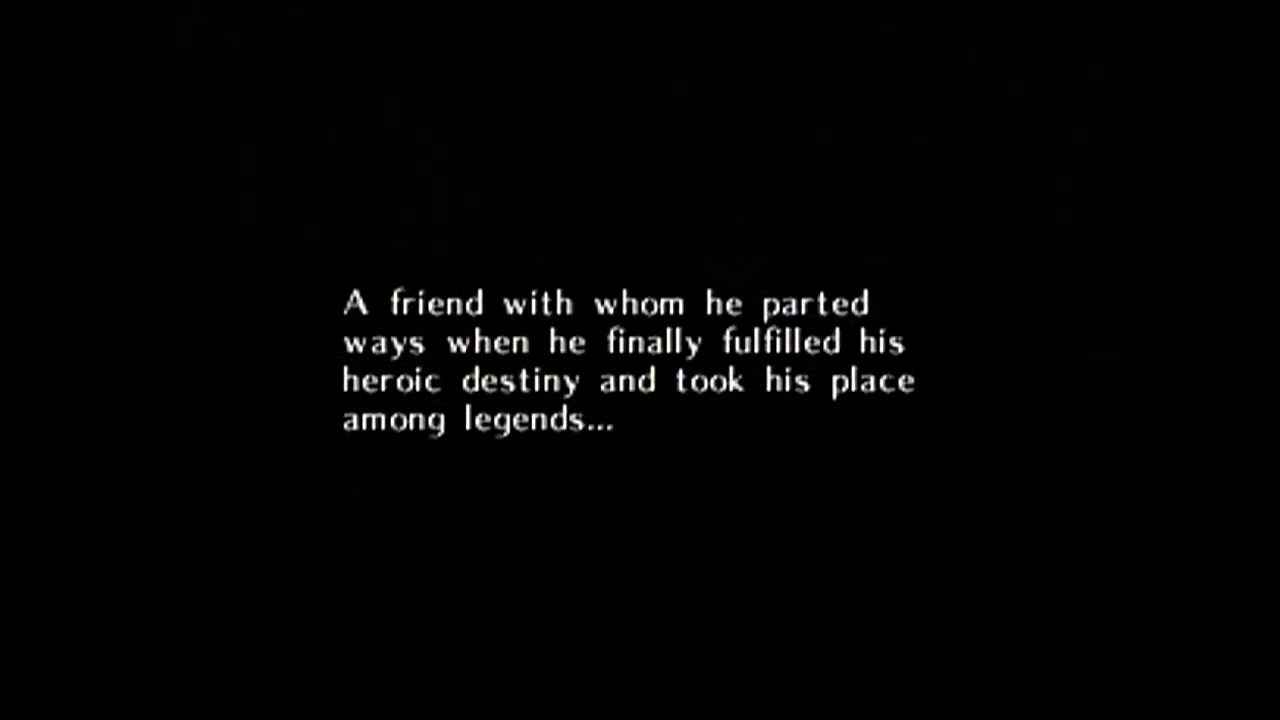 A friend with whom he parted
ways when he finally fulfilled his
heroic destiny and took his place
among legends...